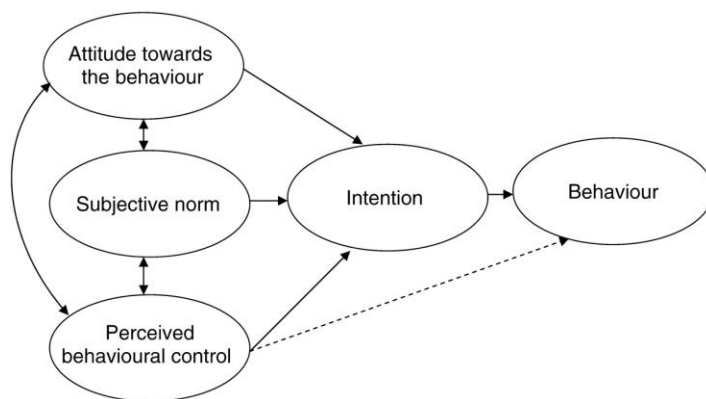 Attitude towards
the behaviour
Subjective norm
Intention
Behaviour
Perceived
behavioural control